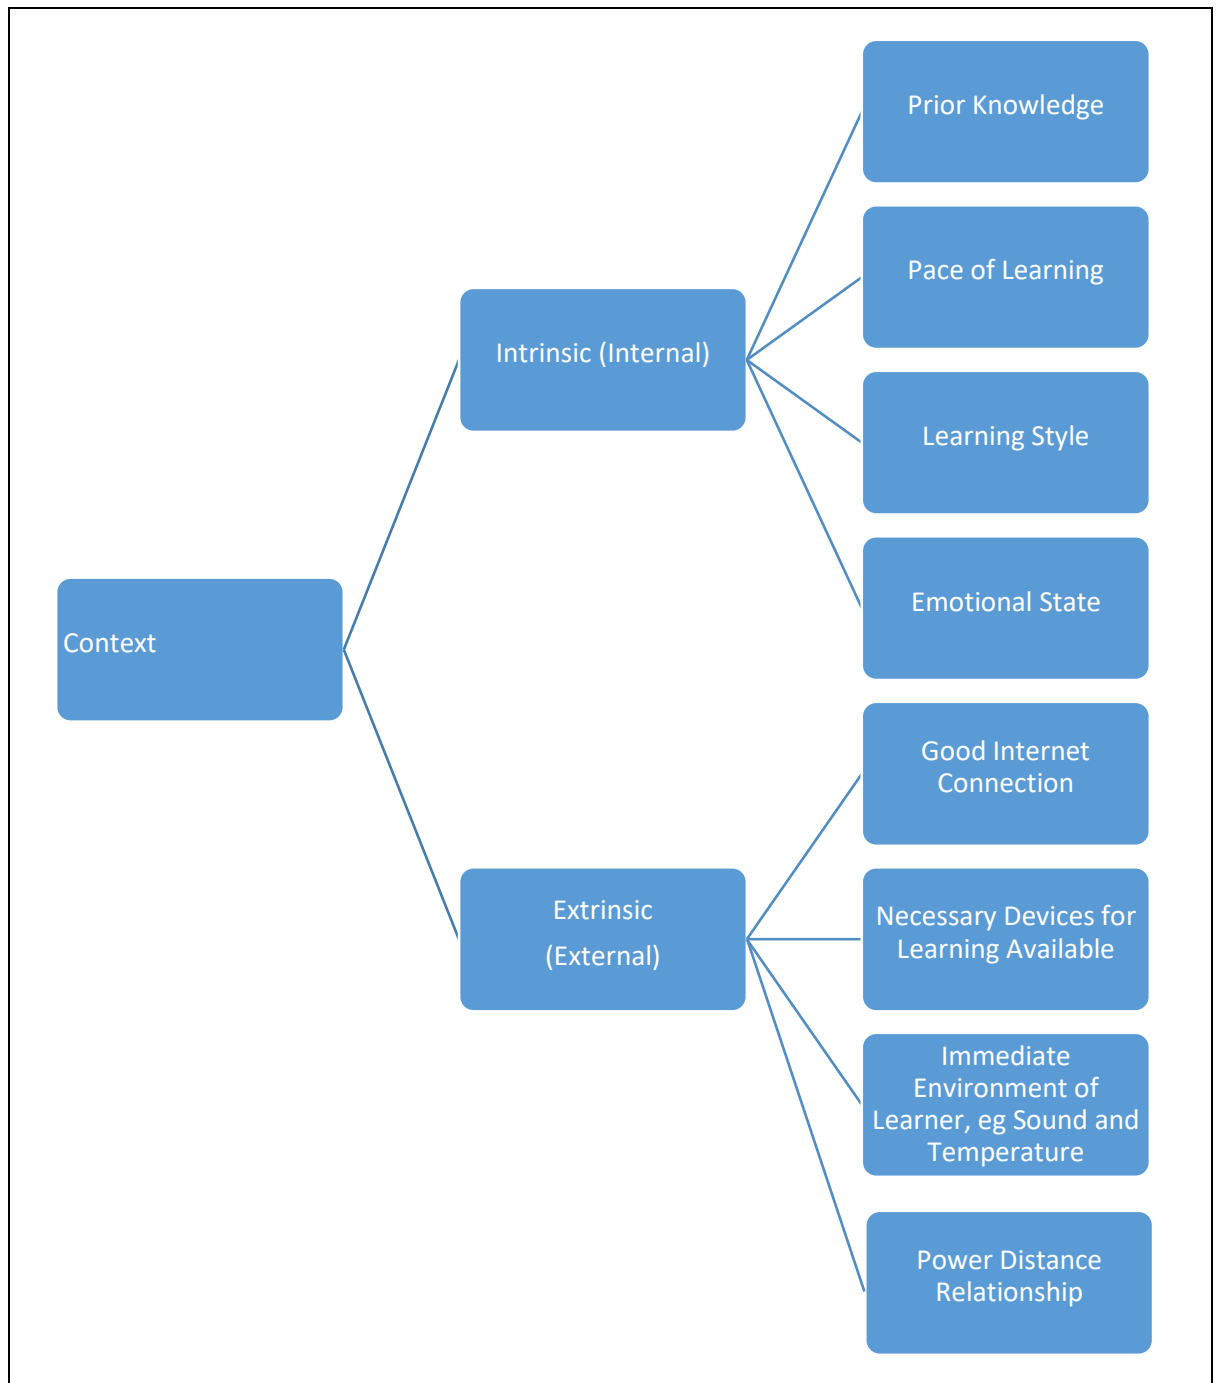 Prior Knowledge
Pace of Learning
Intrinsic (Internal)
Learning Style
Emotional State
Context
Good Internet
Connection
Extrinsic
(External)
Necessary Devices for
Learning Available
Immediate
Environment of
Learner, eg Sound and
Temperature
Power Distance
Relationship